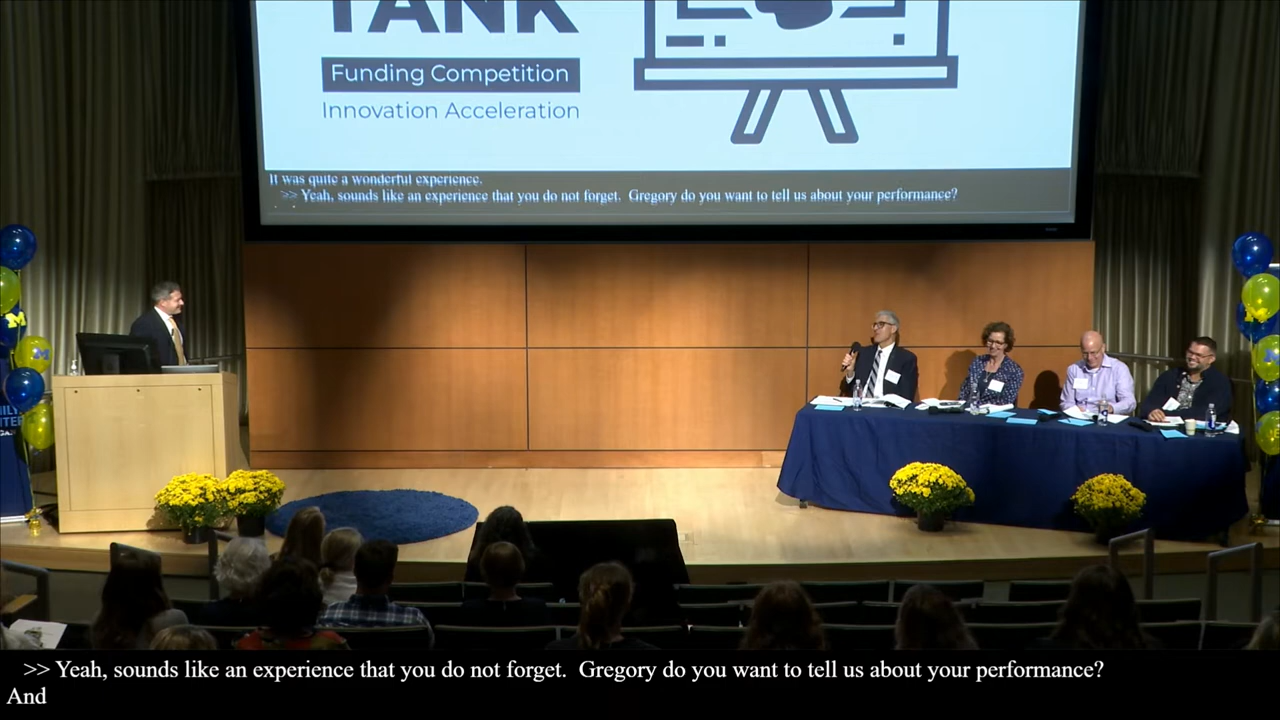 TANK
Funding Competition
Innovation Acceleration
It was quite a wonderful experience.
>> Yeah, sounds like an experience that you do not forget.  Gregory do you want to tell us about your performance?
M
M
>> Yeah, sounds like an experience that you do not forget.  Gregory do you want to tell us about your performance?
And